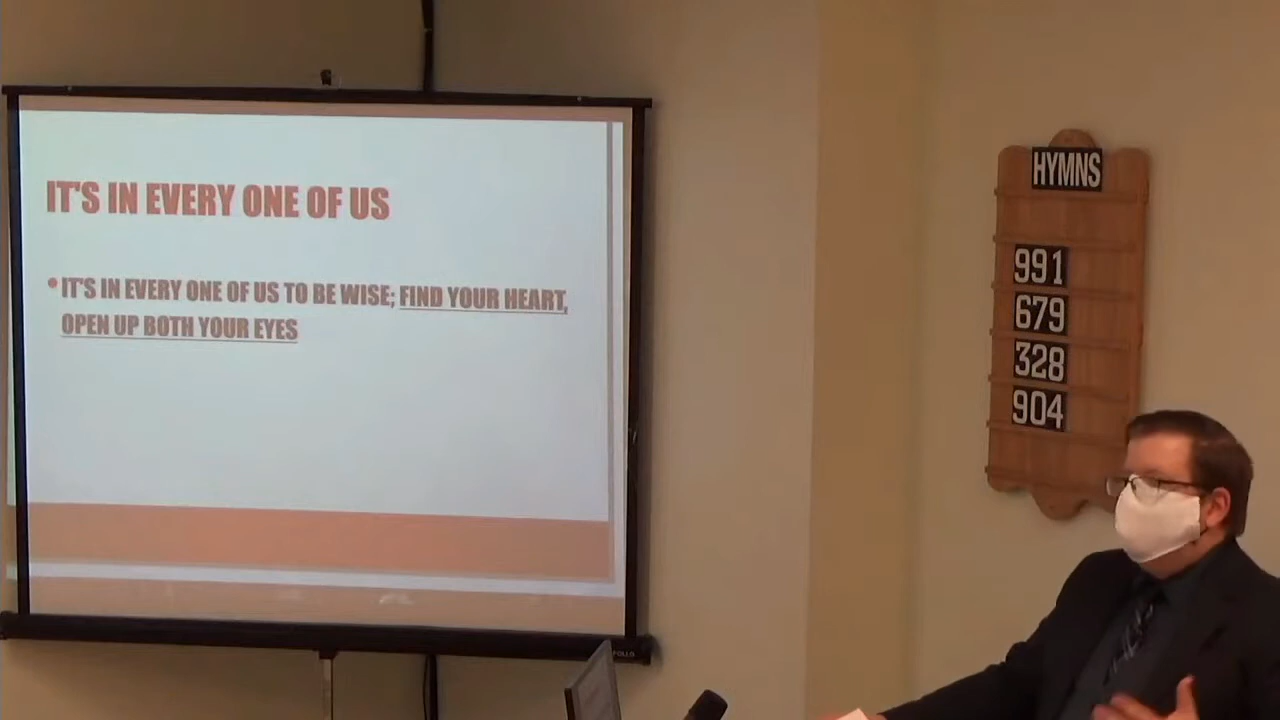 IT'S IN EVERY ONE OF US
• IT'S IN EVERY ONE OF US TO BE WISE; FIND YOUR HEART,
OPEN UP BOTH YOUR EYES
HYMNS
991
679
328
904